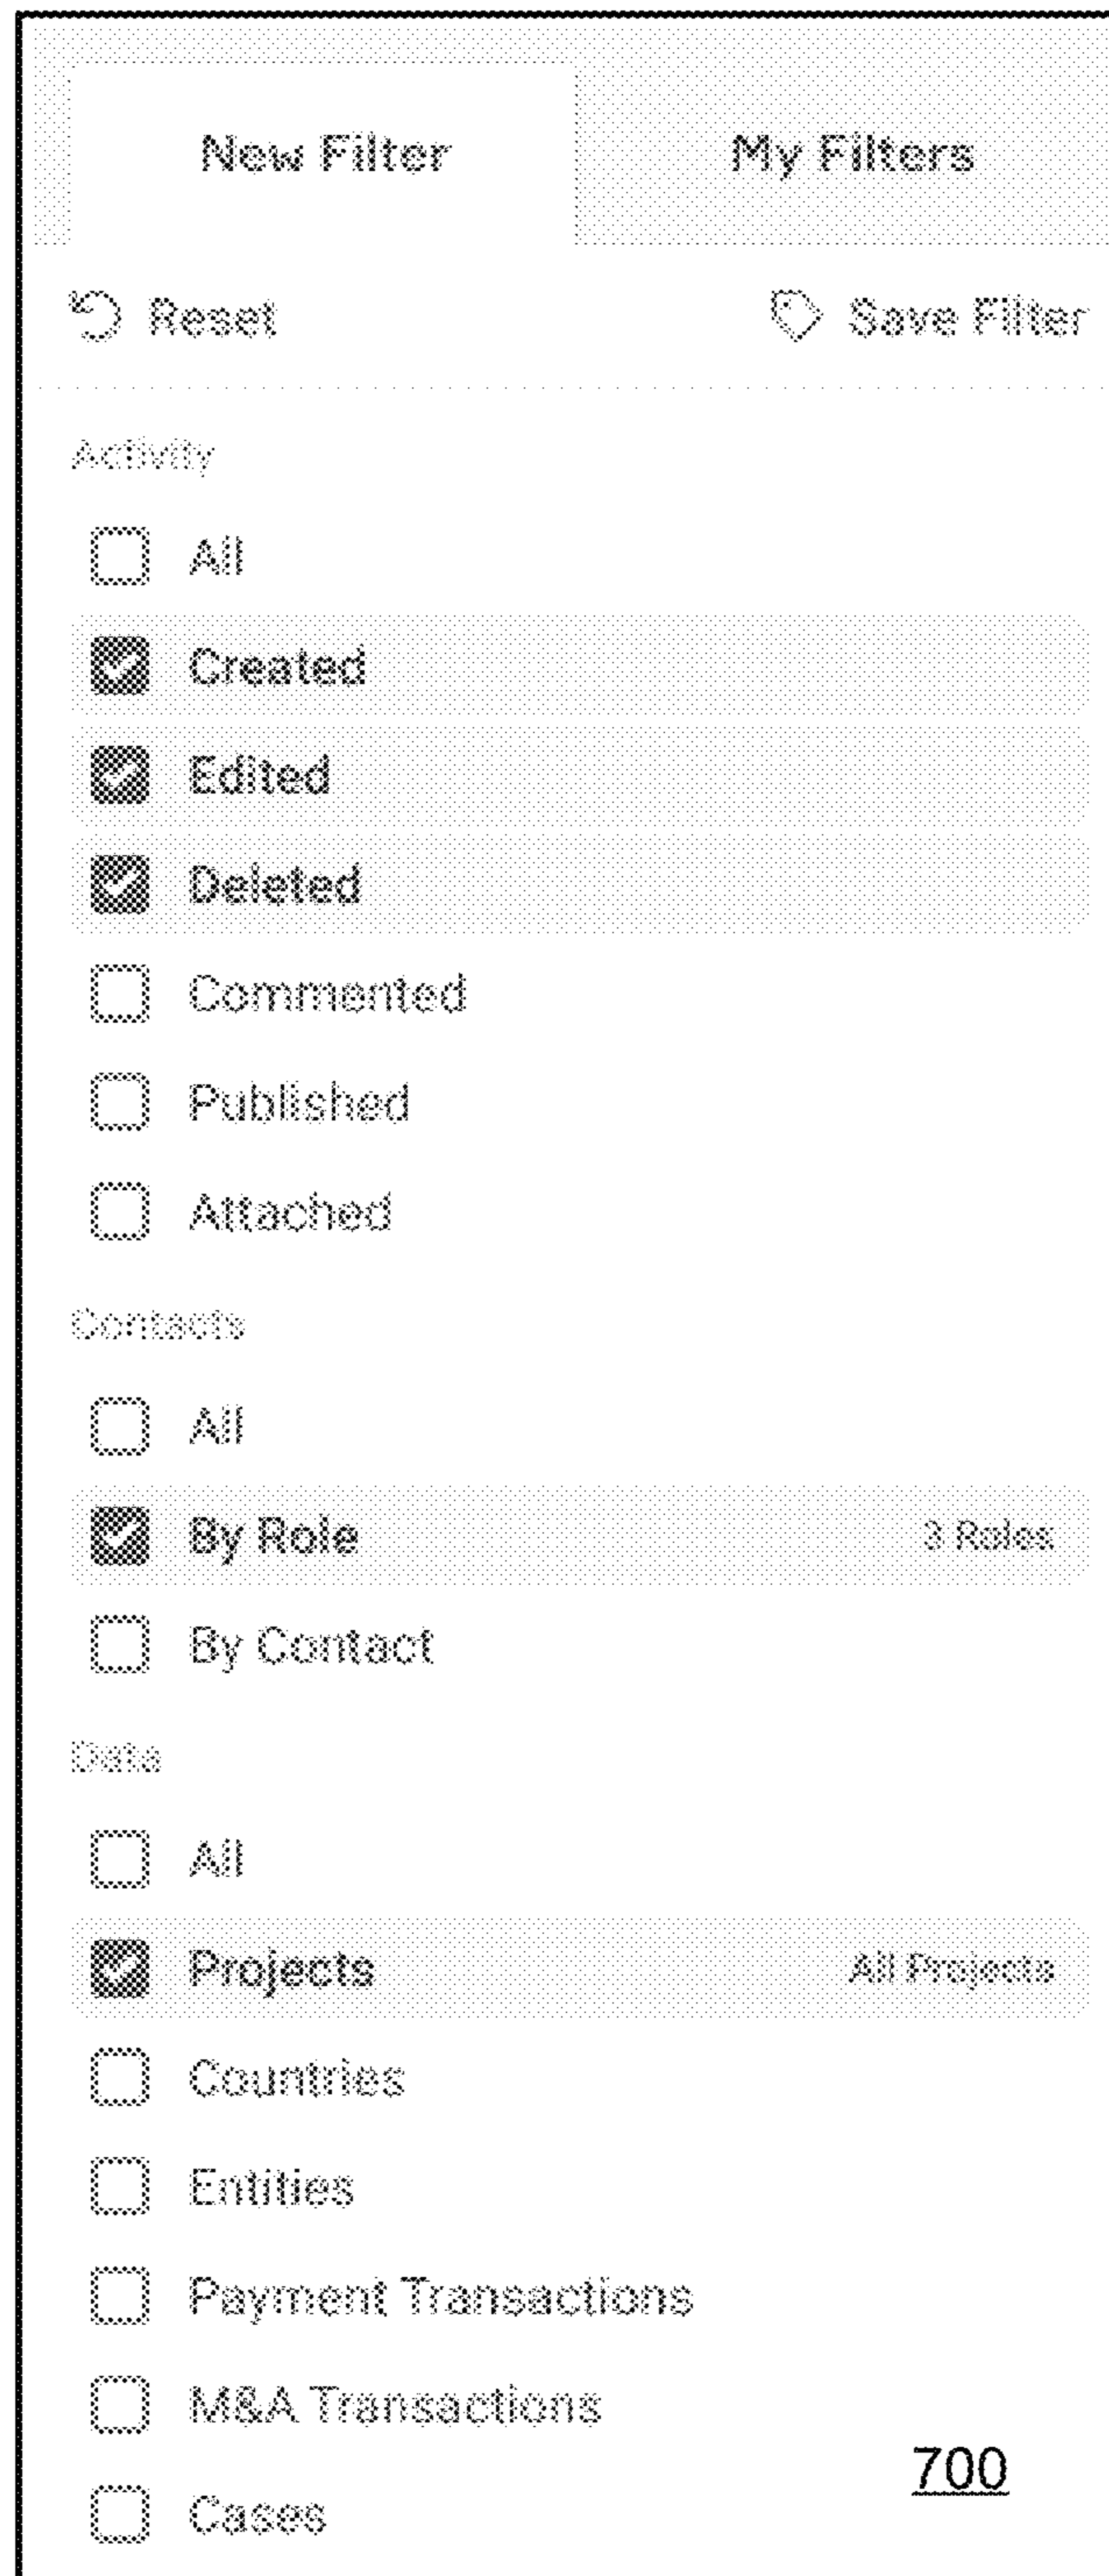 New Filter My Filters
Reset Save Filter
Activity
All
Created
Edited
Deleted
Commented
Published
Attached
Contacts
All
By Role 3 Roles
By Contact
Data
All
Projects All Projects
Countries
Entities
Payment Transactions
M&A Transactions
700
Cases